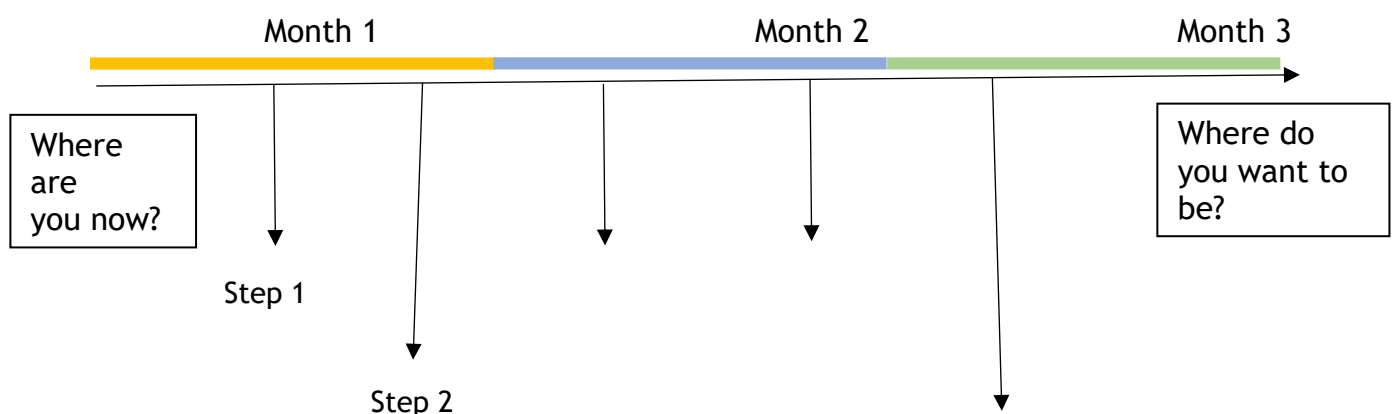 Month 1
Month 2
Month 3
Where
are
you now?
Where do
you want to
be?
Step 1
Step 2